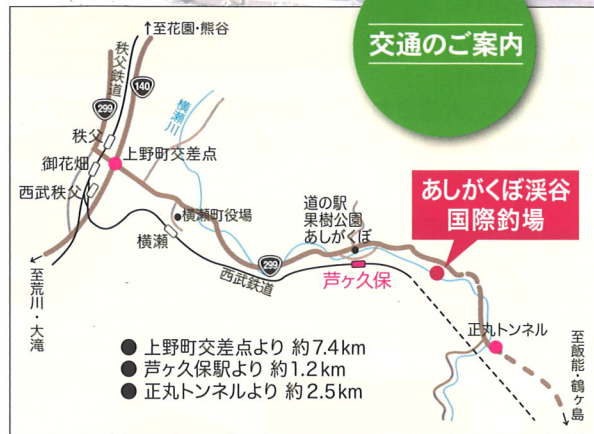 交通のご案内
↑至花園・熊谷
秩父鉄道
140
299
横瀬川
秩父
御花畑
上野町交差点
西武秩父
横瀬町役場
横瀬
道の駅
果樹公園
あしがくぼ
あしがくぼ渓谷
国際釣場
299
西武鉄道
芦ヶ久保
至荒川・大滝
正丸トンネル
至飯能・鶴ヶ島
● 上野町交差点より 約7.4km
● 芦ヶ久保駅より 約1.2km
● 正丸トンネルより 約2.5km